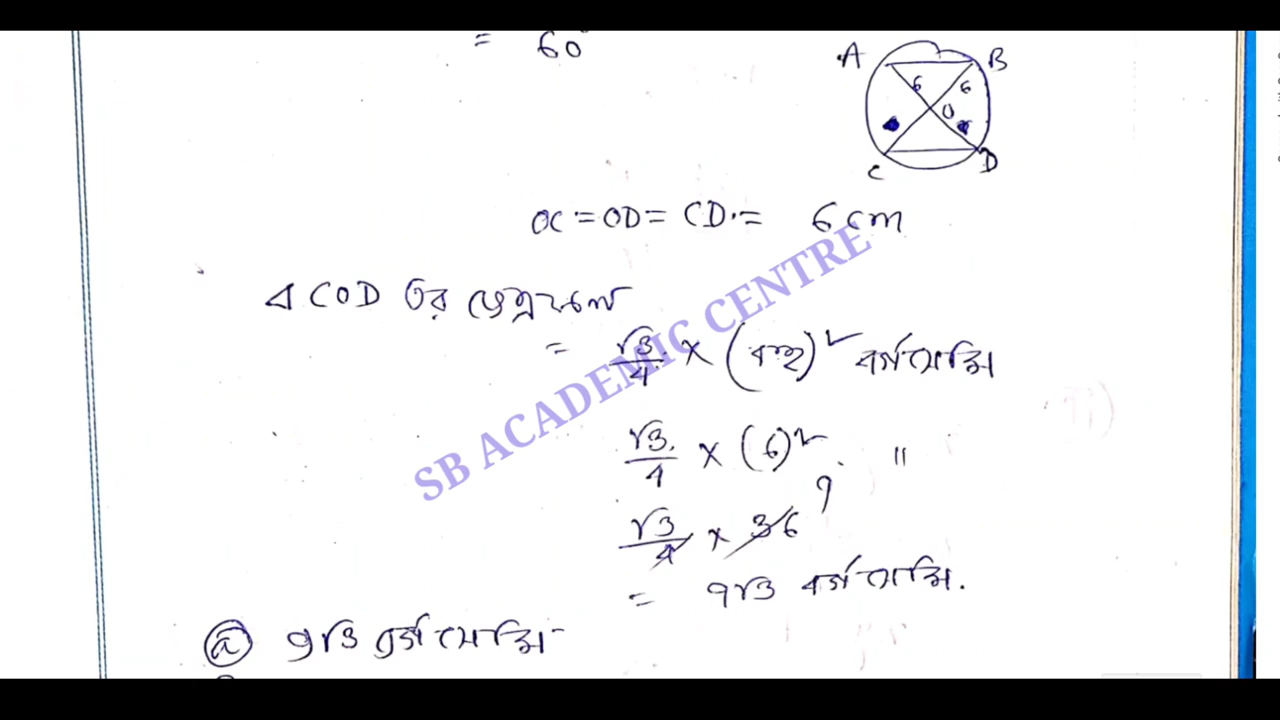 = 60°
A B
6 6
O
C D
OC = OD = CD = 6 cm
Δ COD এর ক্ষেত্রফল
= √3/4 × (বাহু)² বর্গসেমি
√3/4 × (6)² "
√3/4 × 36 9
= 9√3 বর্গসেমি.
(a) 9√3 বর্গসেমি
SB ACADEMIC CENTRE